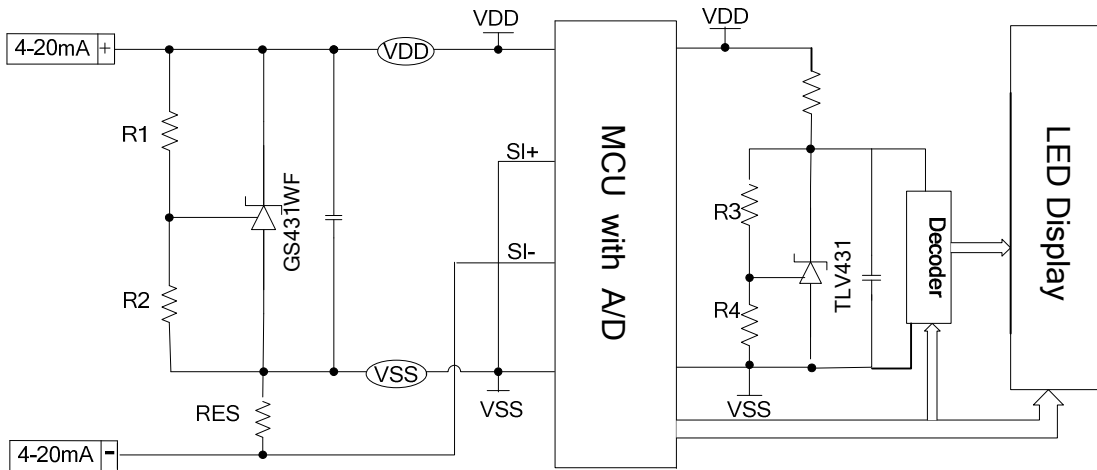 VDD
VDD
4-20mA +
VDD
R1
SI+
GS431WF
MCU with A/D
R3
Decoder
LED Display
SI-
R2
TLV431
R4
VSS
VSS
VSS
RES
4-20mA -